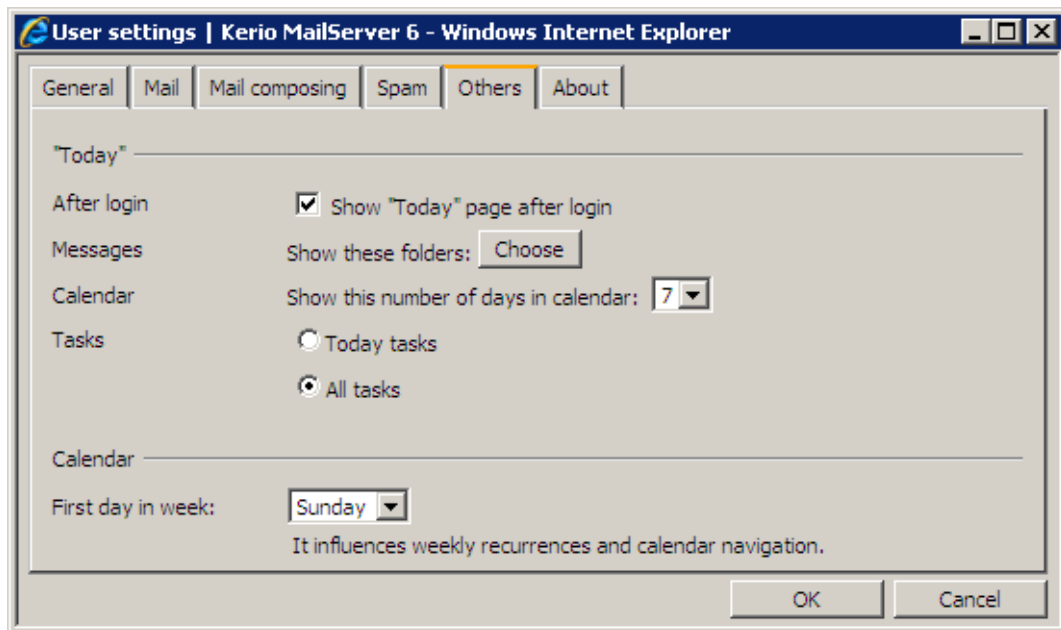 User settings | Kerio MailServer 6 - Windows Internet Explorer
General Mail Mail composing Spam Others About
"Today"
After login Show "Today" page after login
Messages Show these folders: Choose
Calendar Show this number of days in calendar: 7
Tasks Today tasks
All tasks
Calendar
First day in week: Sunday
It influences weekly recurrences and calendar navigation.
OK Cancel